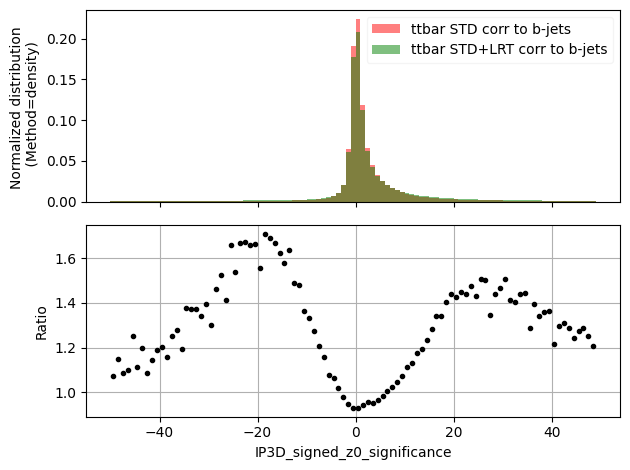 Normalized distribution
(Method=density)
0.20
0.15
0.10
0.05
0.00
ttbar STD corr to b-jets
ttbar STD+LRT corr to b-jets
Ratio
1.6
1.4
1.2
1.0
−40
−20
0
20
40
IP3D_signed_z0_significance